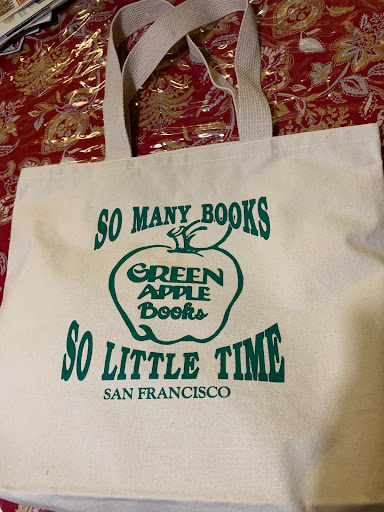 SO MANY BOOKS
GREEN
APPLE
Books
SO LITTLE TIME
SAN FRANCISCO